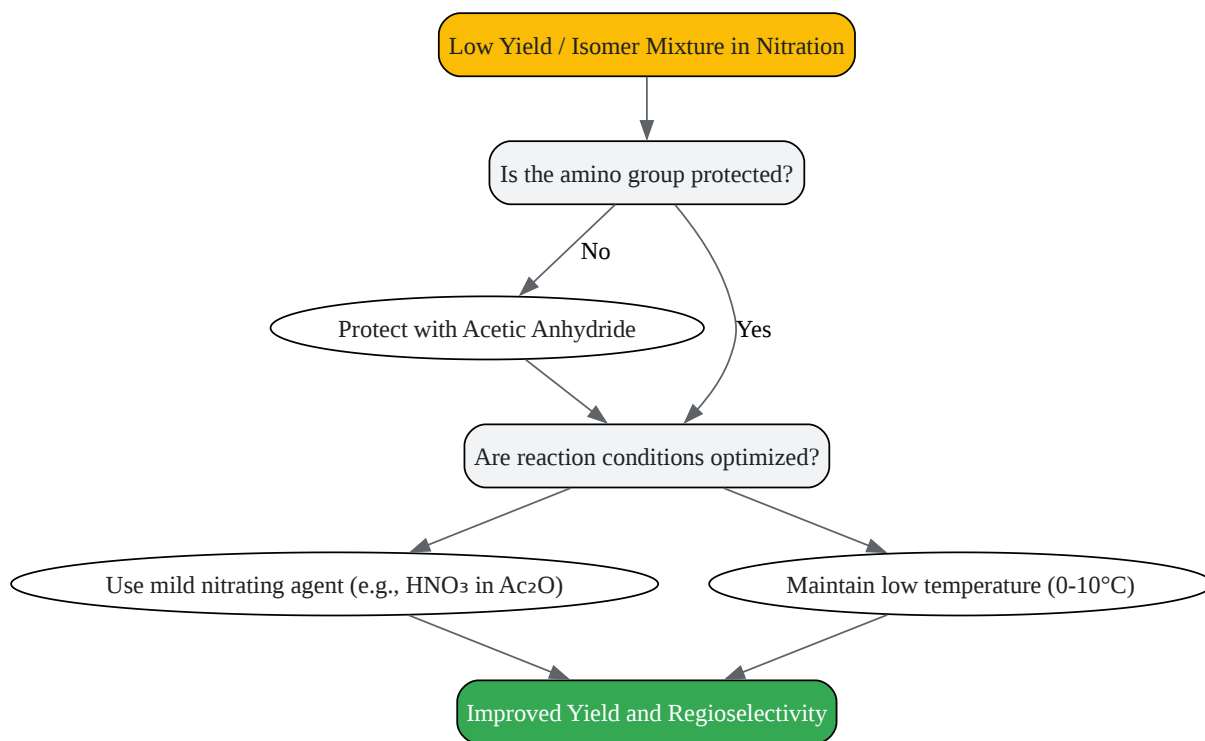 Low Yield / Isomer Mixture in Nitration
Is the amino group protected?
No
Protect with Acetic Anhydride
Yes
Are reaction conditions optimized?
Use mild nitrating agent (e.g., HNO₃ in Ac₂O)
Maintain low temperature (0-10°C)
Improved Yield and Regioselectivity